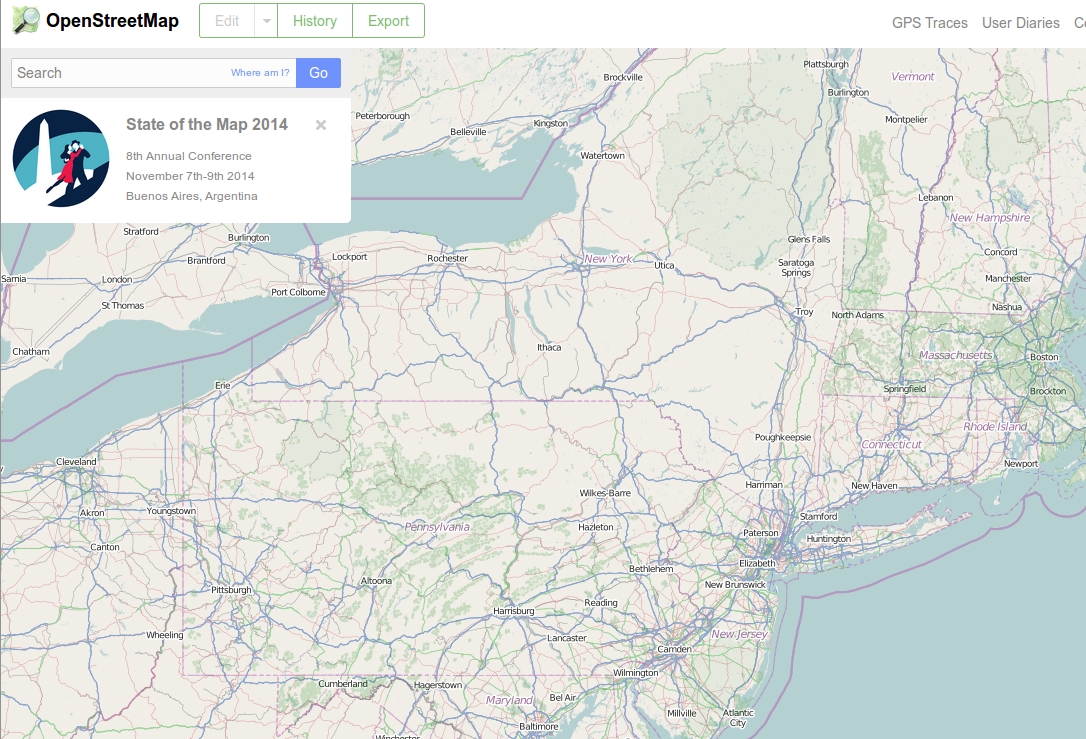 OpenStreetMap
Edit
History
Export
GPS Traces
User Diaries
Search
Where am I?
Go
State of the Map 2014
8th Annual Conference
November 7th-9th 2014
Buenos Aires, Argentina
Plattsburgh
Vermont
Brockville
Burlington
Peterborough
Montpelier
Kingston
Belleville
Watertown
Lebanon
New Hampshire
Stratford
Burlington
Glens Falls
Concord
Lockport
Rochester
New York
Utica
Brantford
Saratoga
Springs
Sarnia
London
Manchester
Port Colborne
St Thomas
Nashua
Troy
North Adams
Ithaca
Chatham
Massachusetts
Boston
Erie
Springfield
Brockton
Rhode Island
Poughkeepsie
Connecticut
Cleveland
Newport
Harriman
New Haven
Wilkes-Barre
Akron
Youngstown
Stamford
Pennsylvania
Hazleton
Paterson
Huntington
Canton
Elizabeth
Bethlehem
Altoona
New Brunswick
Pittsburgh
Reading
Harrisburg
Wheeling
Lancaster
New Jersey
Camden
Wilmington
Cumberland
Hagerstown
Maryland
Bel Air
Millville
Atlantic
City
Baltimore